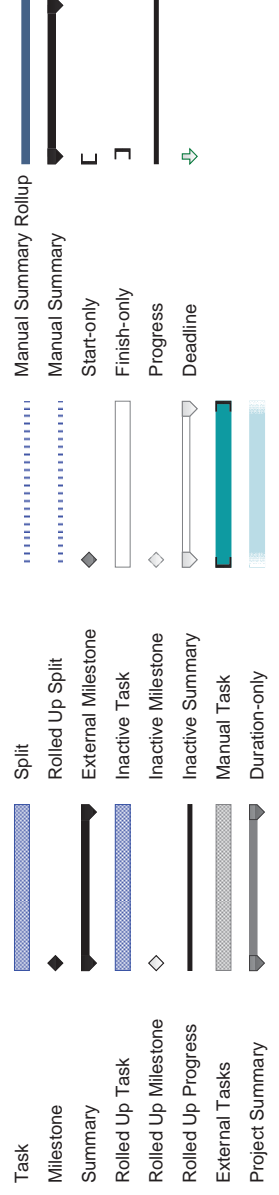 Task
Milestone
Summary
Rolled Up Task
Rolled Up Milestone
Rolled Up Progress
External Tasks
Project Summary
Split
Rolled Up Split
External Milestone
Inactive Task
Inactive Milestone
Inactive Summary
Manual Task
Duration-only
Manual Summary Rollup
Manual Summary
Start-only
Finish-only
Progress
Deadline